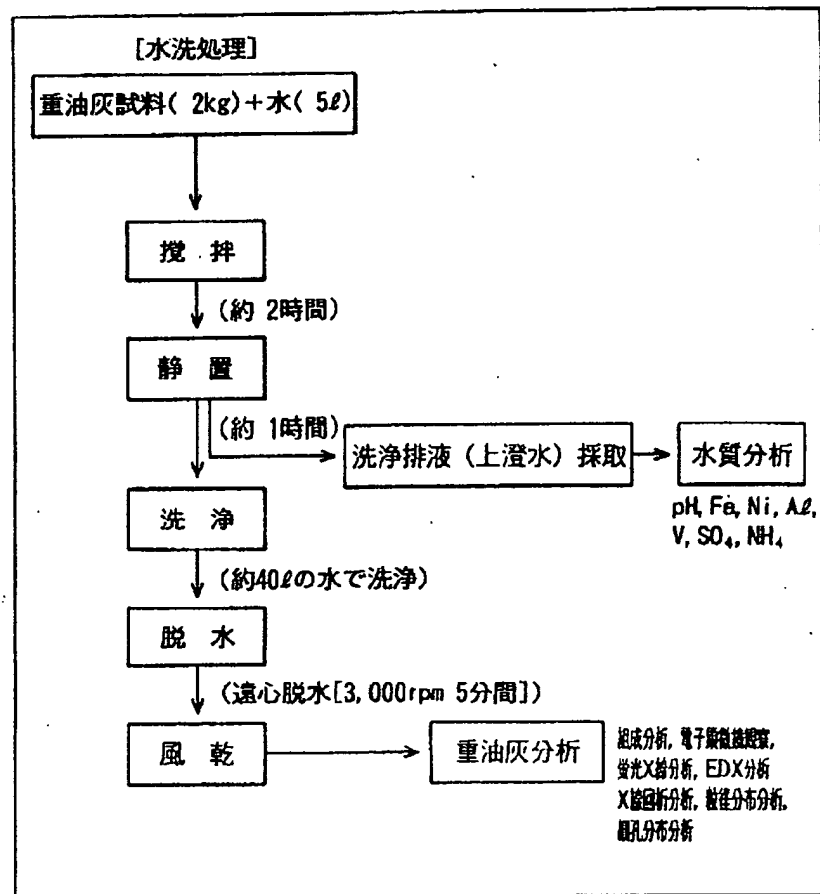 [水洗処理]
重油灰試料( 2kg)+水( 5ℓ)
攪 拌
(約 2時間)
静 置
(約 1時間)
洗浄排液 (上澄水) 採取
水質分析
pH, Fe, Ni, Aℓ,
V, SO₄, NH₄
洗 浄
(約40ℓの水で洗浄)
脱 水
(遠心脱水[3,000rpm 5分間])
風 乾
重油灰分析
組成分析, 電子顕微鏡観察,
蛍光X線分析, EDX分析
X線回折分析, 粒径分布分析,
細孔分布分析